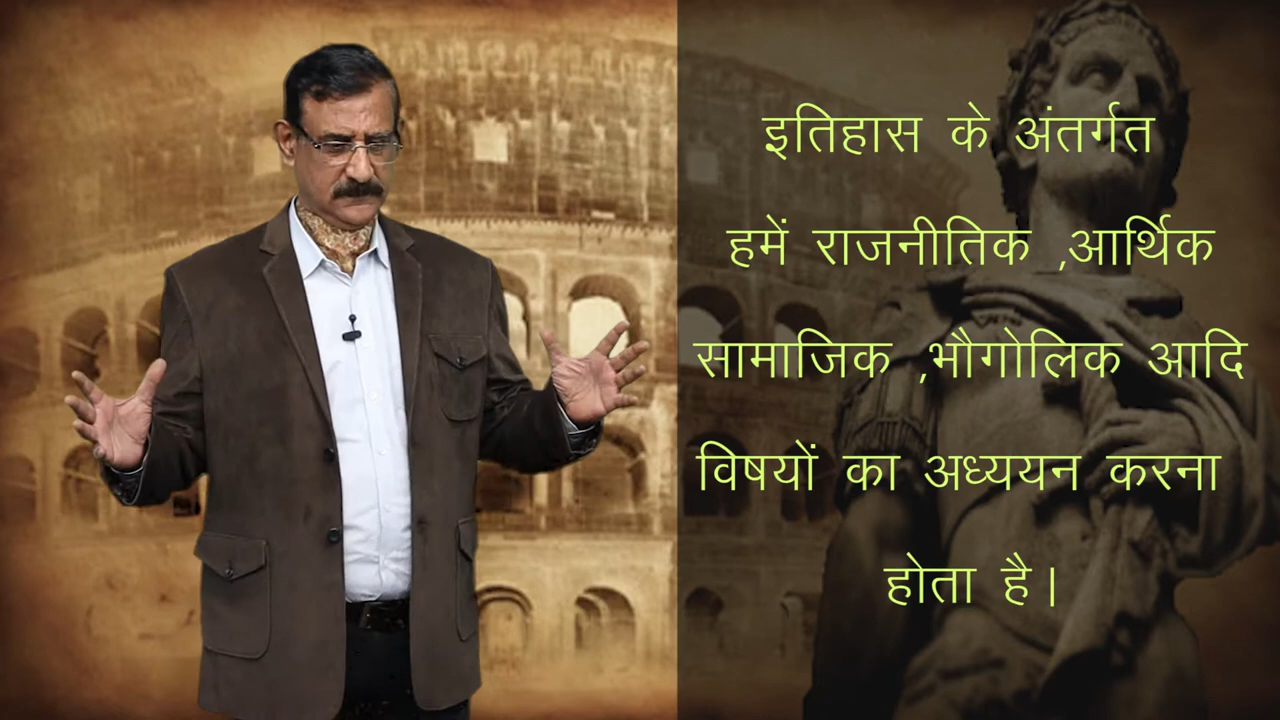 इतिहास के अंतर्गत
हमें राजनीतिक ,आर्थिक
सामाजिक ,भौगोलिक आदि
विषयों का अध्ययन करना
होता है।